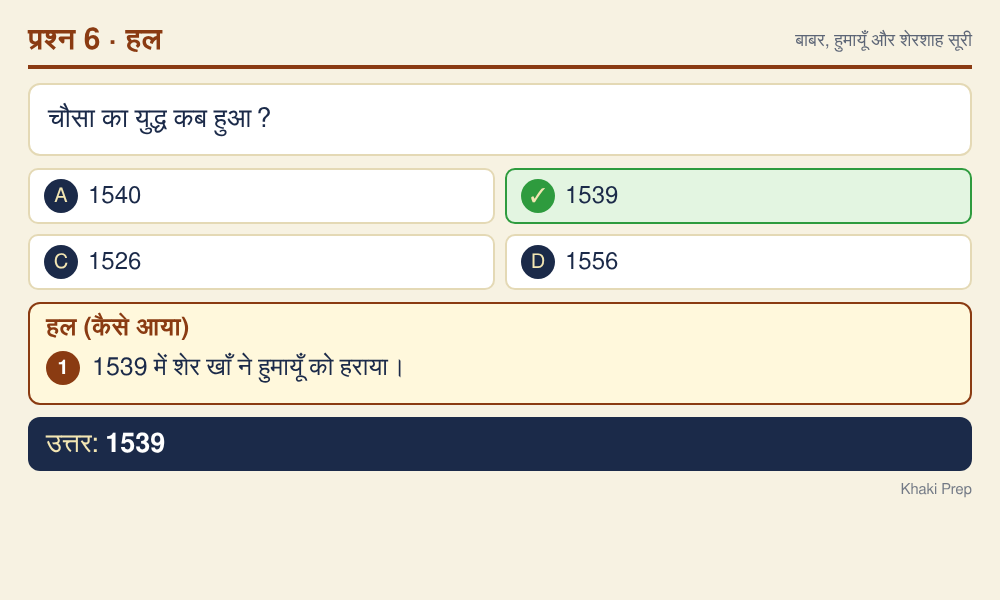 प्रश्न 6 · हल
बाबर, हुमायूँ और शेरशाह सूरी
चौसा का युद्ध कब हुआ ?
A 1540
✓ 1539
C 1526
D 1556
हल (कैसे आया)
1 1539 में शेर खाँ ने हुमायूँ को हराया।
उत्तर: 1539
Khaki Prep